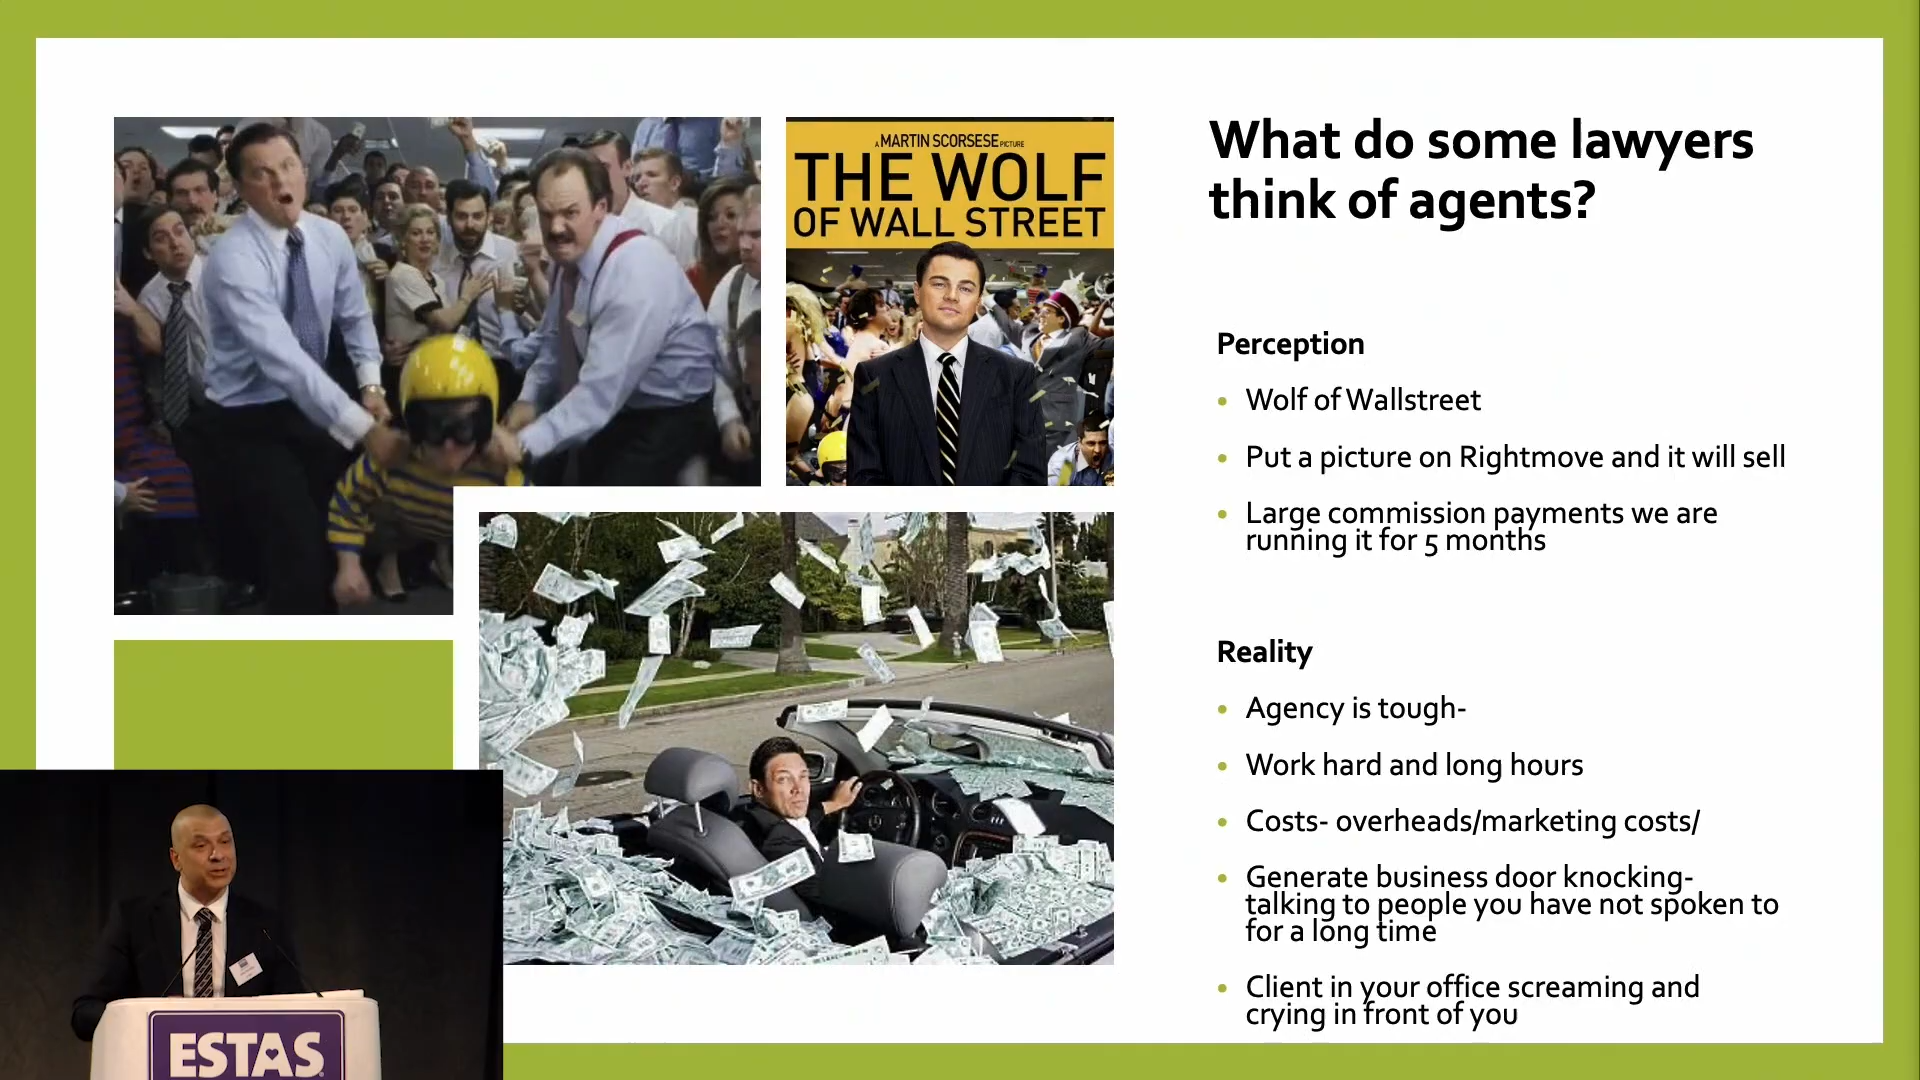 A MARTIN SCORSESE PICTURE
THE WOLF
OF WALL STREET
What do some lawyers
think of agents?
Perception
• Wolf of Wallstreet
• Put a picture on Rightmove and it will sell
• Large commission payments we are
running it for 5 months
Reality
• Agency is tough-
• Work hard and long hours
• Costs- overheads/marketing costs/
• Generate business door knocking-
talking to people you have not spoken to
for a long time
• Client in your office screaming and
crying in front of you
ESTAS